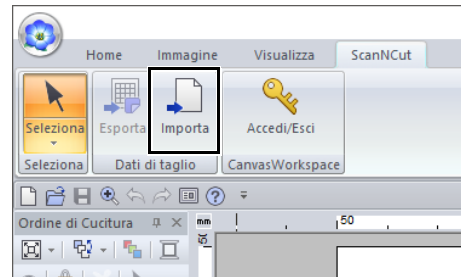 Home Immagine Visualizza ScanNCut
Seleziona Esporta Importa Accedi/Esci
Seleziona Dati di taglio CanvasWorkspace
Ordine di Cucitura mm 50